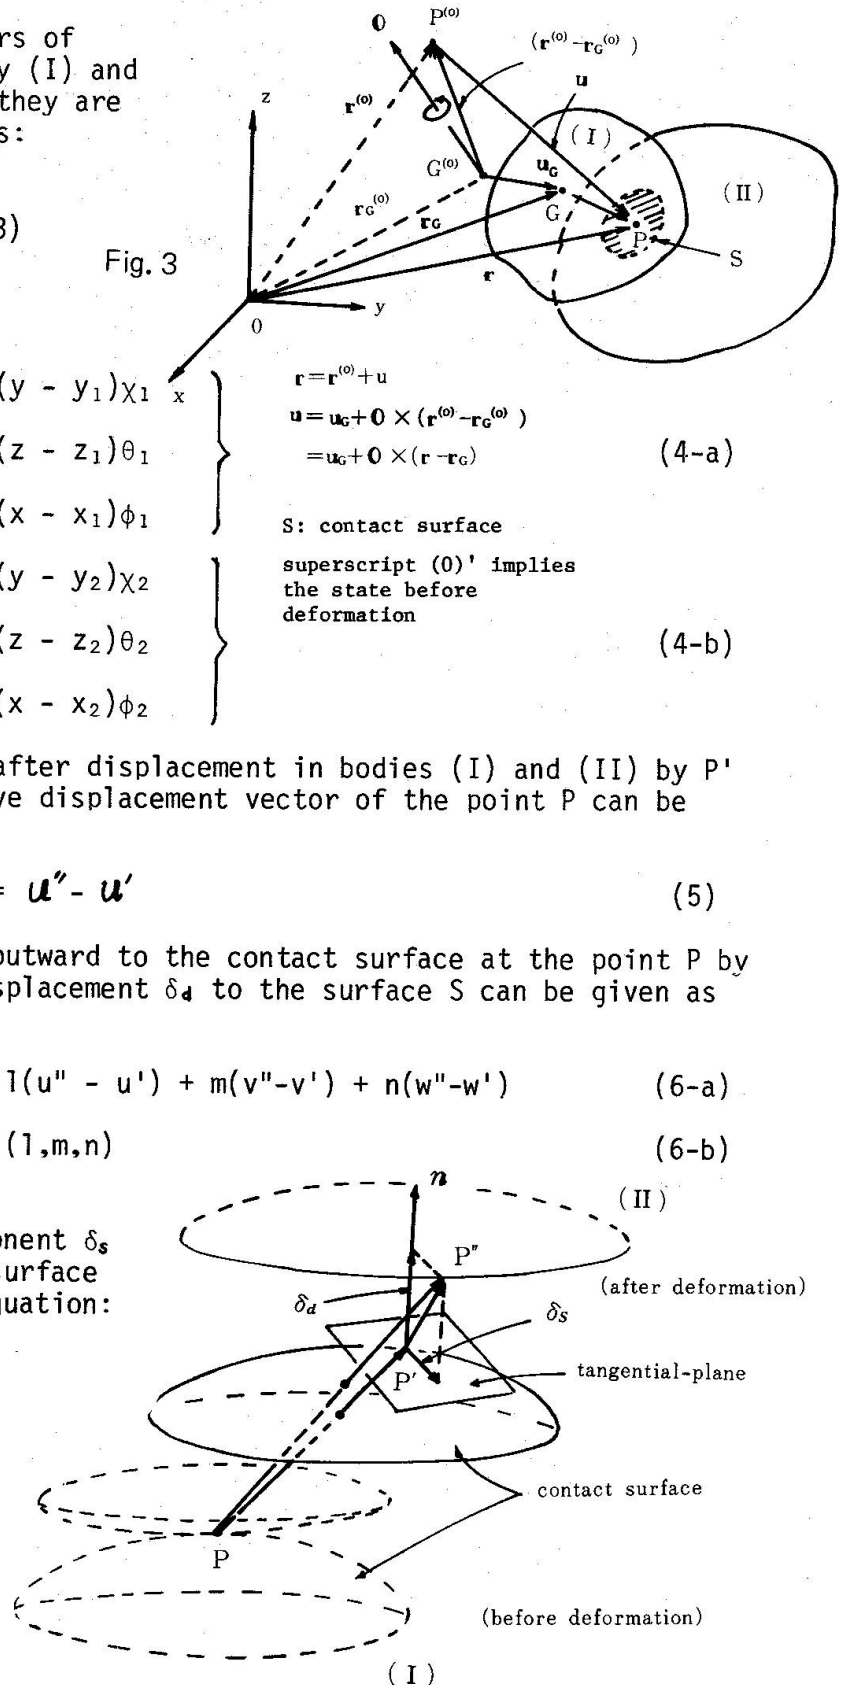 rs of
y (I) and
they are
s:
3)
Fig. 3
P⁽⁰⁾
0
(r⁽⁰⁾-r_G⁽⁰⁾ )
u
z
r⁽⁰⁾
(I)
G⁽⁰⁾
u_G
(II)
r_G⁽⁰⁾
r_G
G
P
S
r
y
0
x
(y - y₁)χ₁
(z - z₁)θ₁
(x - x₁)ϕ₁
r=r⁽⁰⁾+u
u=u_G+0 ×(r⁽⁰⁾-r_G⁽⁰⁾ )
=u_G+0 ×(r-r_G)
(4-a)
S: contact surface
superscript (0)' implies
the state before
deformation
(y - y₂)χ₂
(z - z₂)θ₂
(x - x₂)ϕ₂
(4-b)
after displacement in bodies (I) and (II) by P'
ve displacement vector of the point P can be
= u″- u′
(5)
outward to the contact surface at the point P by
splacement δ_d to the surface S can be given as
l(u" - u') + m(v"-v') + n(w"-w')
(6-a)
(l,m,n)
(6-b)
nent δ_s
surface
quation:
n
(II)
P″
(after deformation)
δ_d
δ_s
P′
tangential-plane
contact surface
P
(before deformation)
(I)